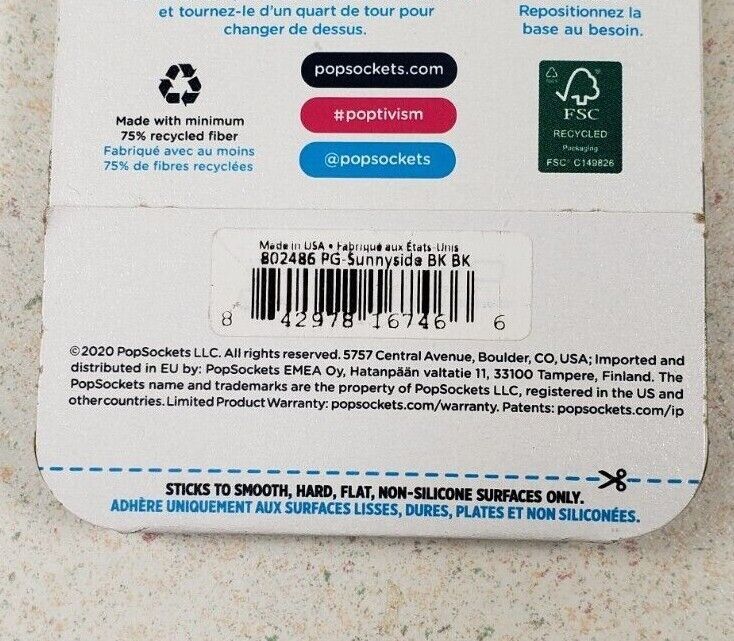 et tournez-le d'un quart de tour pour
changer de dessus.
Repositionnez la
base au besoin.
Made with minimum
75% recycled fiber
Fabriqué avec au moins
75% de fibres recyclées
popsockets.com
#poptivism
@popsockets
FSC
RECYCLED
Packaging
FSC® C149826
Made in USA • Fabriqué aux États-Unis
802486 PG-Sunnyside BK BK
8 42978 16746 6
©2020 PopSockets LLC. All rights reserved. 5757 Central Avenue, Boulder, CO, USA; Imported and
distributed in EU by: PopSockets EMEA Oy, Hatanpään valtatie 11, 33100 Tampere, Finland. The
PopSockets name and trademarks are the property of PopSockets LLC, registered in the US and
other countries. Limited Product Warranty: popsockets.com/warranty. Patents: popsockets.com/ip
STICKS TO SMOOTH, HARD, FLAT, NON-SILICONE SURFACES ONLY.
ADHÈRE UNIQUEMENT AUX SURFACES LISSES, DURES, PLATES ET NON SILICONÉES.